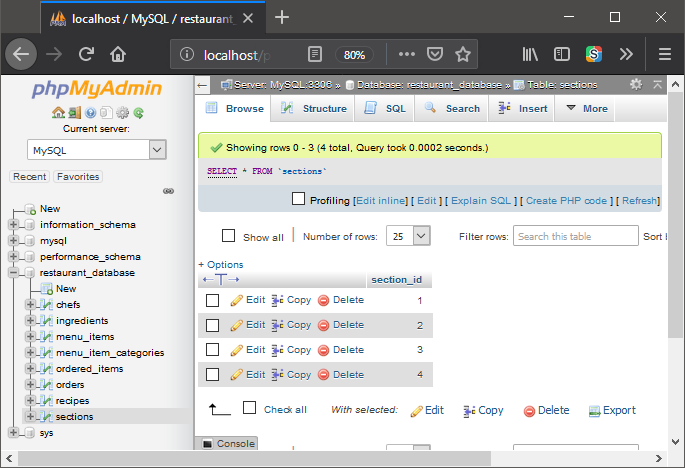 localhost / MySQL / restaurant_
localhost/p
80%
phpMyAdmin
Current server:
MySQL
Recent
Favorites
New
information_schema
mysql
performance_schema
restaurant_database
New
chefs
ingredients
menu_items
menu_item_categories
ordered_items
orders
recipes
sections
sys
Server: MySQL:3306 » Database: restaurant_database » Table: sections
Browse Structure SQL Search Insert More
Showing rows 0 - 3 (4 total, Query took 0.0002 seconds.)
SELECT * FROM `sections`
Profiling [Edit inline] [ Edit ] [ Explain SQL ] [ Create PHP code ] [ Refresh]
Show all | Number of rows: 25 Filter rows: Search this table Sort
+ Options
←T→ section_id
Edit Copy Delete 1
Edit Copy Delete 2
Edit Copy Delete 3
Edit Copy Delete 4
Check all With selected: Edit Copy Delete Export
Console